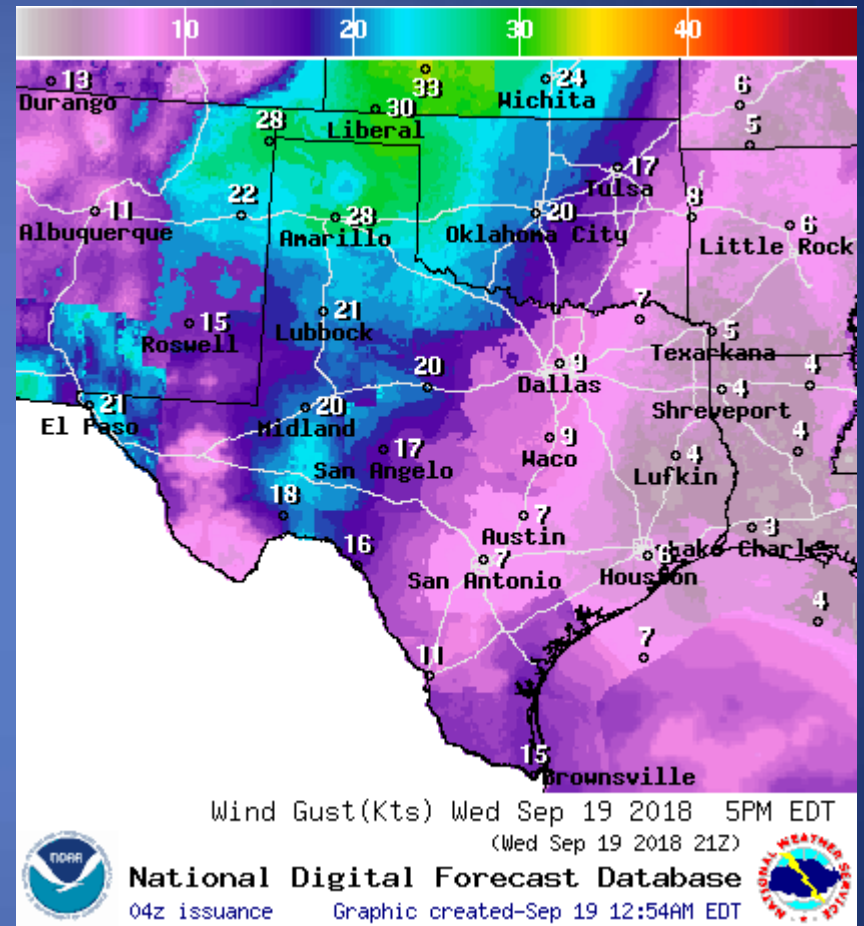 10 20 30 40
13
Durango
33
24
Wichita
6
28
30
Liberal
5
17
Tulsa
11
Albuquerque
22
28
Amarillo
20
Oklahoma City
8
6
Little Rock
15
Roswell
21
Lubbock
7
5
Texarkana
20
9
Dallas
4
Shreveport
4
21
El Paso
20
Midland
17
San Angelo
9
Waco
4
Lufkin
4
18
7
Austin
3
Lake Charle
16
7
San Antonio
6
Houston
4
11
7
15
Brownsville
Wind Gust(Kts) Wed Sep 19 2018 5PM EDT
(Wed Sep 19 2018 21Z)
National Digital Forecast Database
04z issuance Graphic created-Sep 19 12:54AM EDT
NOAA
NATIONAL WEATHER SERVICE